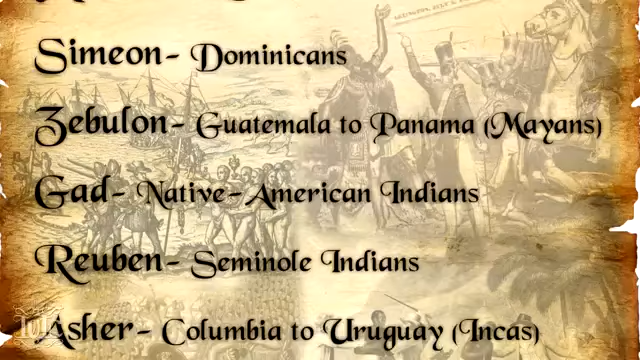 Simeon- Dominicans
Zebulon- Guatemala to Panama (Mayans)
Gad- Native-American Indians
Reuben- Seminole Indians
Asher- Columbia to Uruguay (Incas)